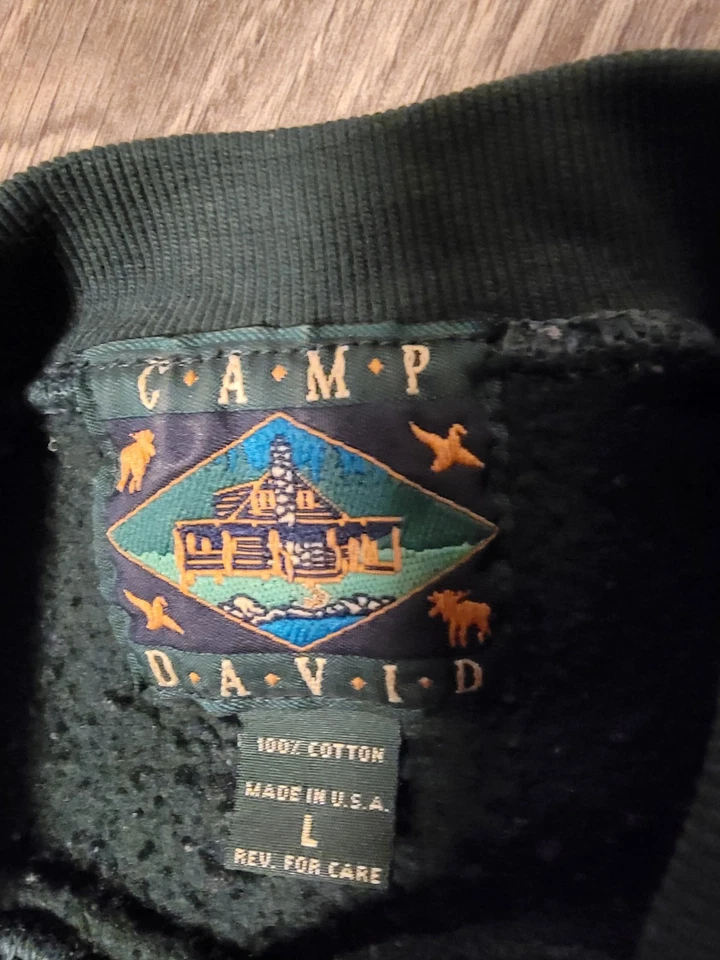 C·A·M·P
D·A·V·I·D
100% COTTON
MADE IN U.S.A.
L
REV. FOR CARE